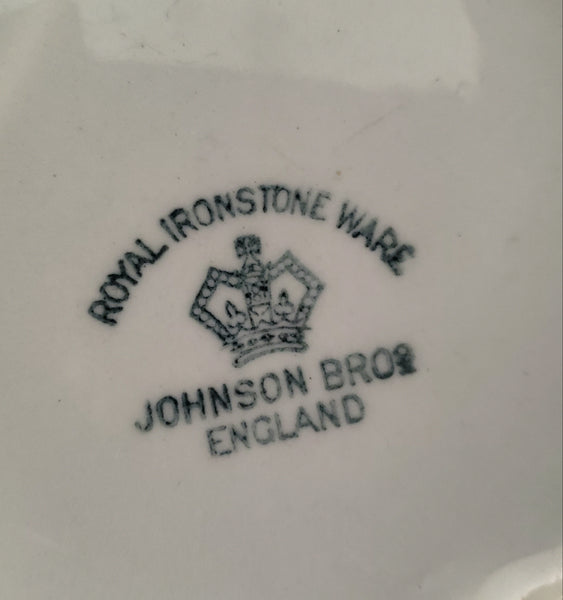 ROYAL IRONSTONE WARE
JOHNSON BROS
ENGLAND